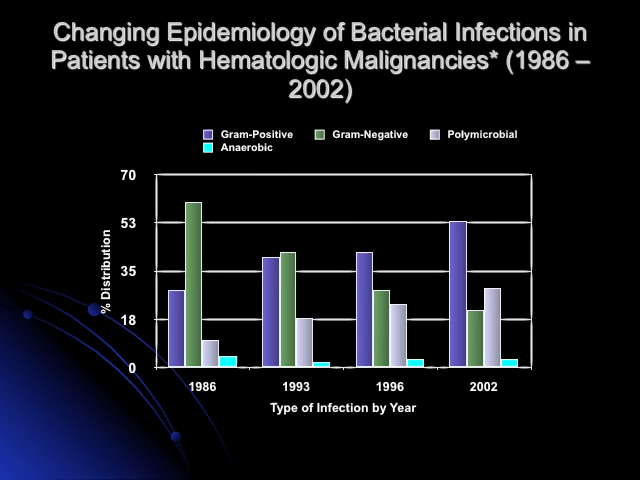 Changing Epidemiology of Bacterial Infections in
Patients with Hematologic Malignancies* (1986 –
2002)
Gram-Positive Gram-Negative Polymicrobial
Anaerobic
70
53
35
18
0
% Distribution
1986 1993 1996 2002
Type of Infection by Year